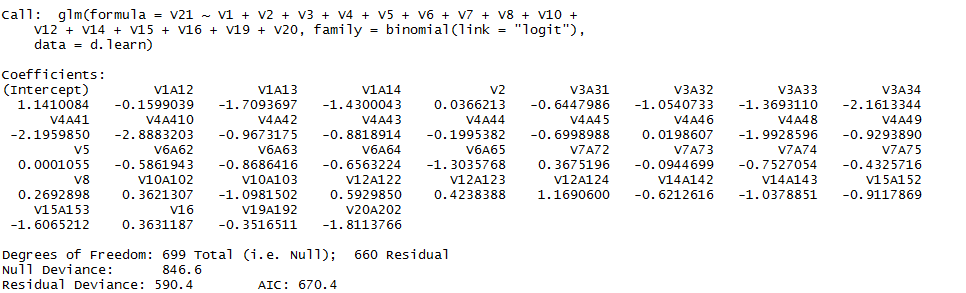 Call:  glm(formula = V21 ~ V1 + V2 + V3 + V4 + V5 + V6 + V7 + V8 + V10 +
    V12 + V14 + V15 + V16 + V19 + V20, family = binomial(link = "logit"),
    data = d.learn)
Coefficients:
(Intercept)        V1A12        V1A13        V1A14           V2        V3A31        V3A32        V3A33        V3A34
  1.1410084   -0.1599039   -1.7093697   -1.4300043    0.0366213   -0.6447986   -1.0540733   -1.3693110   -2.1613344
      V4A41       V4A410        V4A42        V4A43        V4A44        V4A45        V4A46        V4A48        V4A49
 -2.1959850   -2.8883203   -0.9673175   -0.8818914   -0.1995382   -0.6998988    0.0198607   -1.9928596   -0.9293890
         V5        V6A62        V6A63        V6A64        V6A65        V7A72        V7A73        V7A74        V7A75
  0.0001055   -0.5861943   -0.8686416   -0.6563224   -1.3035768    0.3675196   -0.0944699   -0.7527054   -0.4325716
         V8      V10A102      V10A103      V12A122      V12A123      V12A124      V14A142      V14A143      V15A152
  0.2692898    0.3621307   -1.0981502    0.5929850    0.4238388    1.1690600   -0.6212616   -1.0378851   -0.9117869
    V15A153          V16      V19A192      V20A202
 -1.6065212    0.3631187   -0.3516511   -1.8113766
Degrees of Freedom: 699 Total (i.e. Null);  660 Residual
Null Deviance:      846.6
Residual Deviance: 590.4        AIC: 670.4